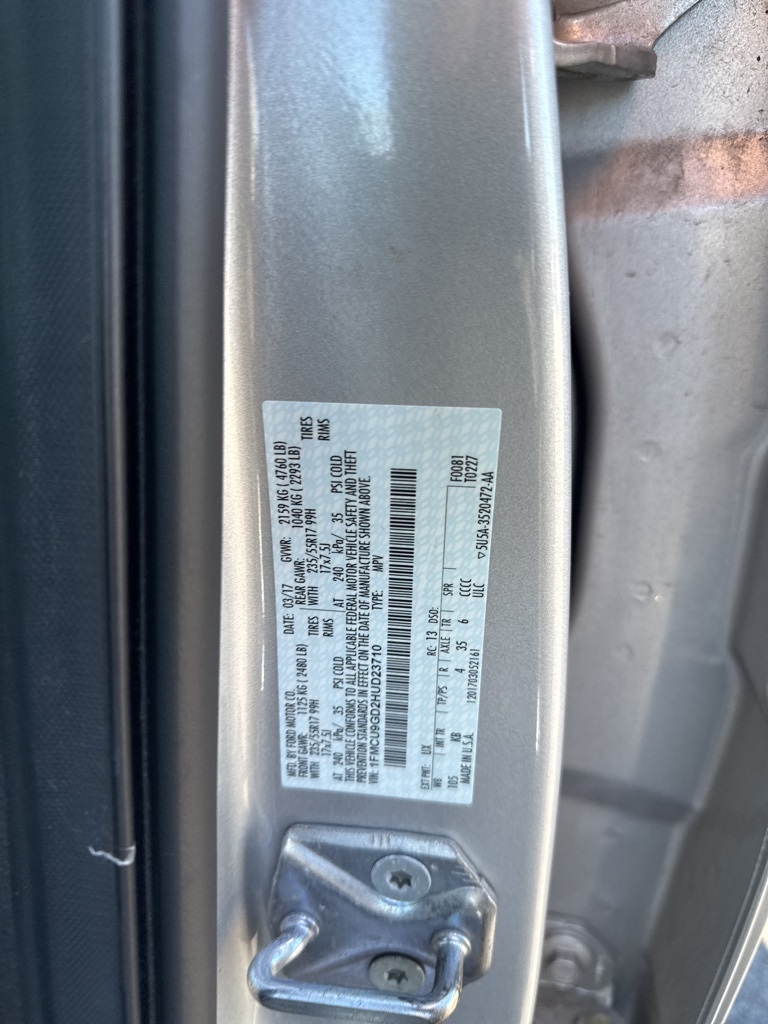 MFD. BY FORD MOTOR CO. DATE: 03/17 GVWR: 2159 KG ( 4760 LB)
FRONT GAWR: 1125 KG ( 2480 LB) REAR GAWR: 1040 KG ( 2293 LB)
WITH 235/55R17 99H TIRES WITH 235/55R17 99H TIRES
17x7.5J RIMS 17x7.5J RIMS
AT 240 kPa/ 35 PSI COLD AT 240 kPa/ 35 PSI COLD
THIS VEHICLE CONFORMS TO ALL APPLICABLE FEDERAL MOTOR VEHICLE SAFETY AND THEFT
PREVENTION STANDARDS IN EFFECT ON THE DATE OF MANUFACTURE SHOWN ABOVE.
VIN: 1FMCU9GD2HUD23710 TYPE: MPV
F0081
T0227
EXT PNT: UX RC: 13 DSO:
WB INT TR TP/PS R AXLE TR SPR
105 KB 4 35 6 CCCC
MADE IN U.S.A. 1201703052161 ULC ▽5U5A-3520472-AA